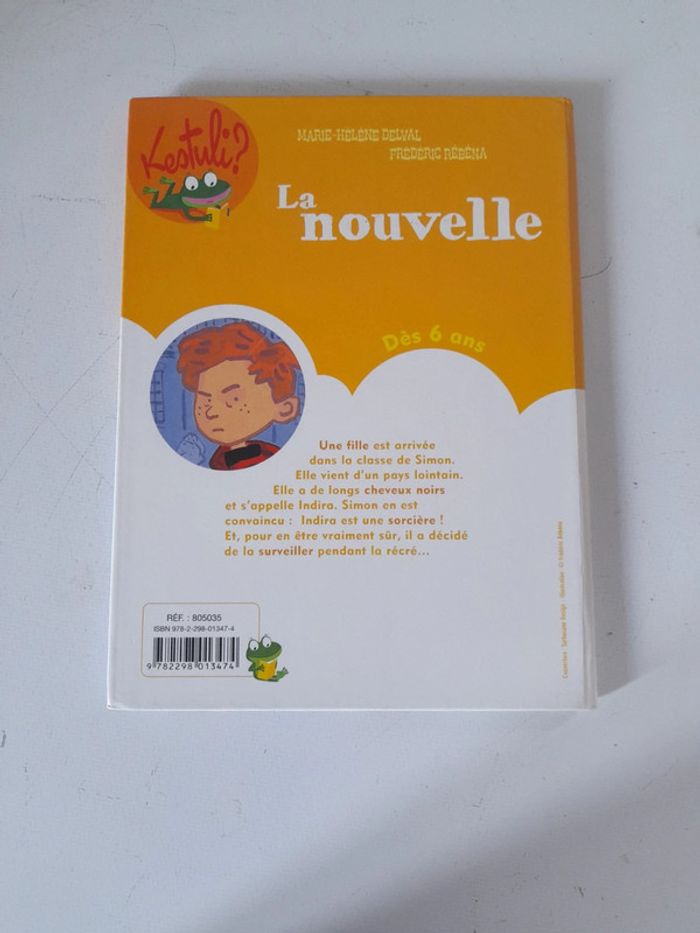 Kestuli?
MARIE-HÉLÈNE DELVAL
FRÉDÉRIC RÉBÉNA
La
nouvelle
Dès 6 ans
Une fille est arrivée
dans la classe de Simon.
Elle vient d'un pays lointain.
Elle a de longs cheveux noirs
et s'appelle Indira. Simon en est
convaincu : Indira est une sorcière !
Et, pour en être vraiment sûr, il a décidé
de la surveiller pendant la récré...
RÉF. : 805035
ISBN 978-2-298-01347-4
9 782298 013474